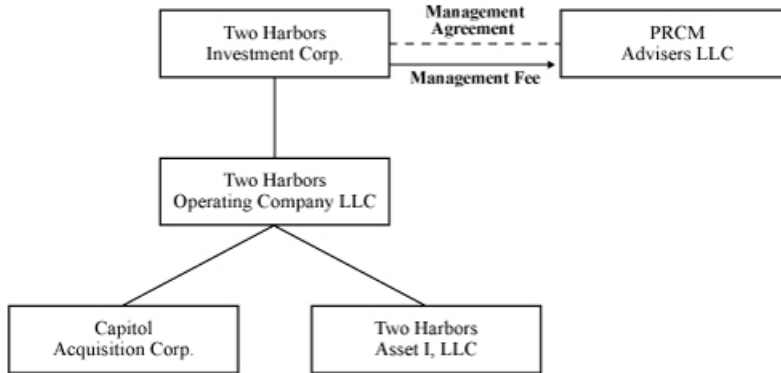 Two Harbors
Investment Corp.
Management
Agreement
Management Fee
PRCM
Advisers LLC
Two Harbors
Operating Company LLC
Capitol
Acquisition Corp.
Two Harbors
Asset I, LLC